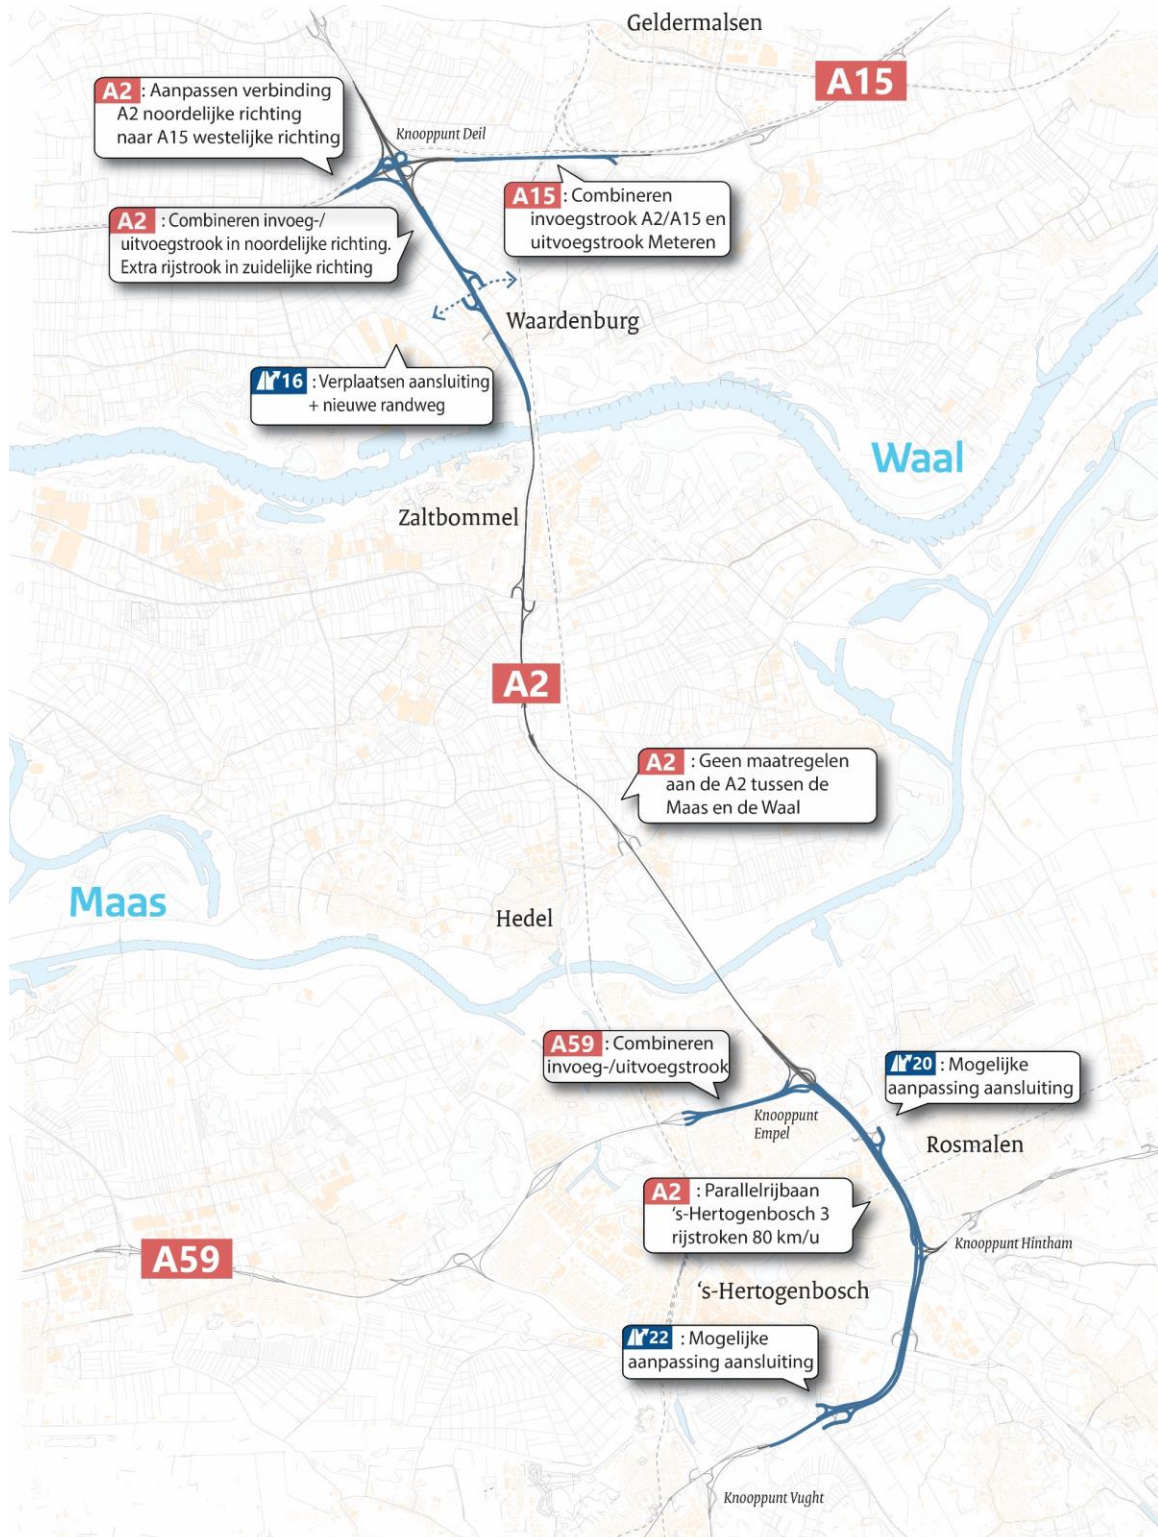 Geldermalsen
A15
A2 : Aanpassen verbinding
A2 noordelijke richting
naar A15 westelijke richting
Knooppunt Deil
A15 : Combineren
invoegstrook A2/A15 en
uitvoegstrook Meteren
A2 : Combineren invoeg-/
uitvoegstrook in noordelijke richting.
Extra rijstrook in zuidelijke richting
Waardenburg
16 : Verplaatsen aansluiting
+ nieuwe randweg
Waal
Zaltbommel
A2
A2 : Geen maatregelen
aan de A2 tussen de
Maas en de Waal
Maas
Hedel
A59 : Combineren
invoeg-/uitvoegstrook
20 : Mogelijke
aanpassing aansluiting
Knooppunt
Empel
Rosmalen
A2 : Parallelrijbaan
‘s-Hertogenbosch 3
rijstroken 80 km/u
Knooppunt Hintham
A59
‘s-Hertogenbosch
22 : Mogelijke
aanpassing aansluiting
Knooppunt Vught